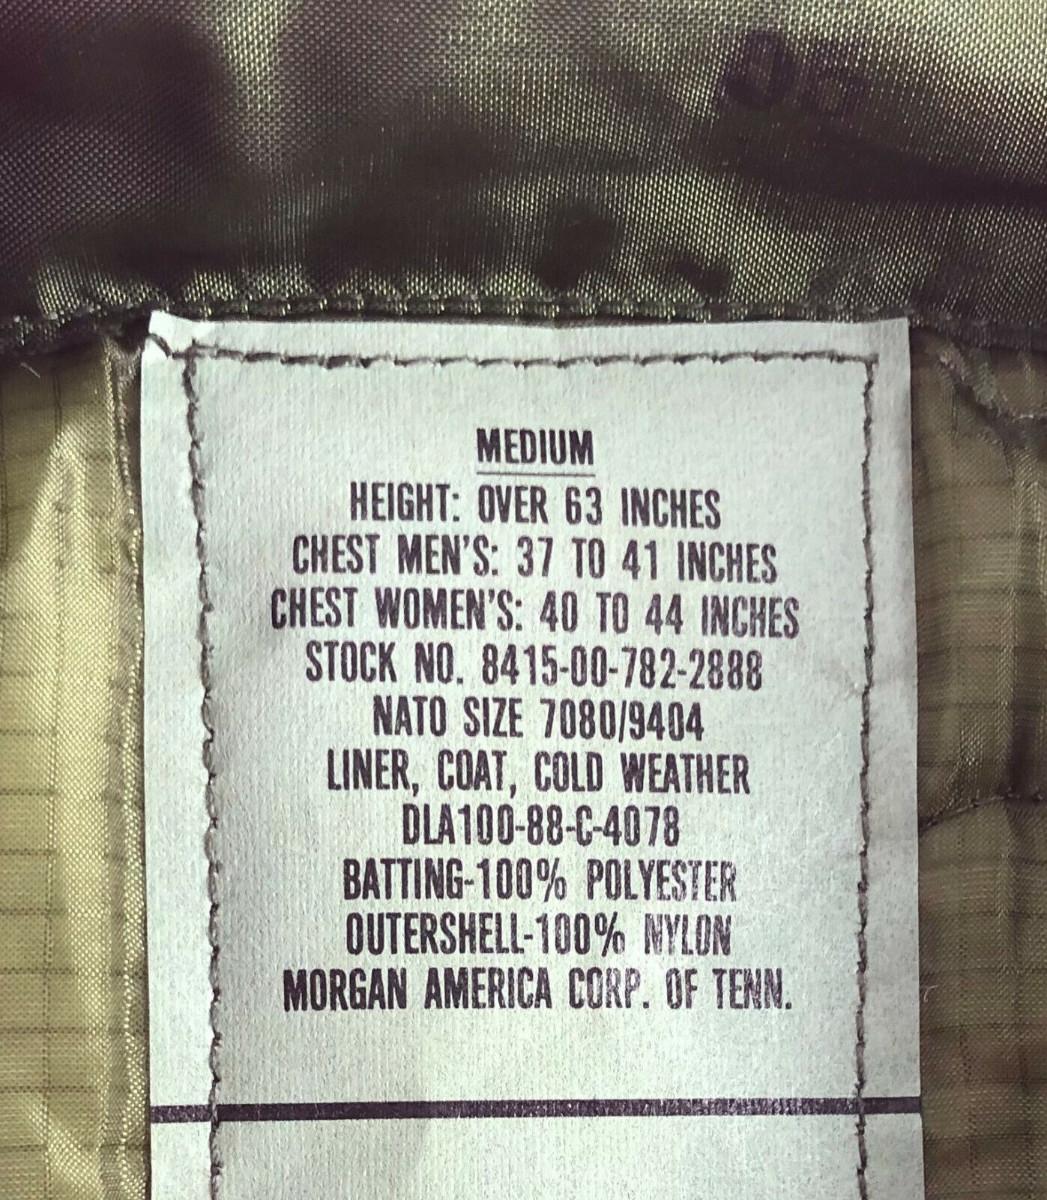 MEDIUM
HEIGHT: OVER 63 INCHES
CHEST MEN'S: 37 TO 41 INCHES
CHEST WOMEN'S: 40 TO 44 INCHES
STOCK NO. 8415-00-782-2888
NATO SIZE 7080/9404
LINER, COAT, COLD WEATHER
DLA100-88-C-4078
BATTING-100% POLYESTER
OUTERSHELL-100% NYLON
MORGAN AMERICA CORP. OF TENN.